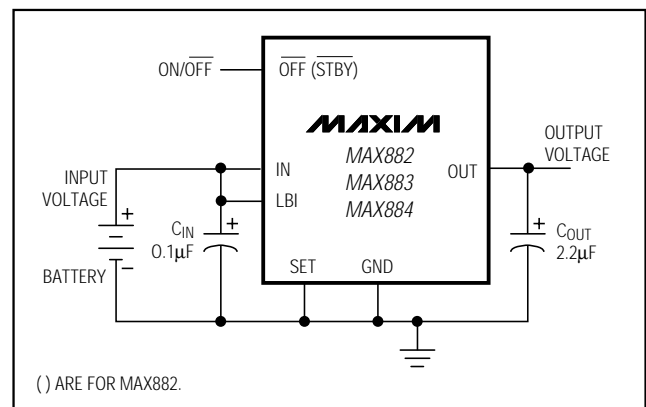 ON/OFF
OFF (STBY)
MAXIM
MAX882
MAX883
MAX884
IN
LBI
OUT
SET
GND
OUTPUT
VOLTAGE
INPUT
VOLTAGE
+
−
BATTERY
CIN
0.1μF
+
COUT
2.2μF
+
( ) ARE FOR MAX882.